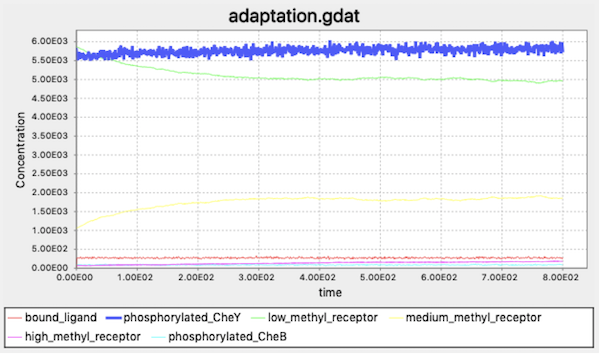 adaptation.gdat
6.00E03
5.50E03
5.00E03
4.50E03
4.00E03
3.50E03
3.00E03
2.50E03
2.00E03
1.50E03
1.00E03
5.00E02
0.00E00
Concentration
0.00E00 1.00E02 2.00E02 3.00E02 4.00E02 5.00E02 6.00E02 7.00E02 8.00E02
time
bound_ligand phosphorylated_CheY low_methyl_receptor medium_methyl_receptor
high_methyl_receptor phosphorylated_CheB